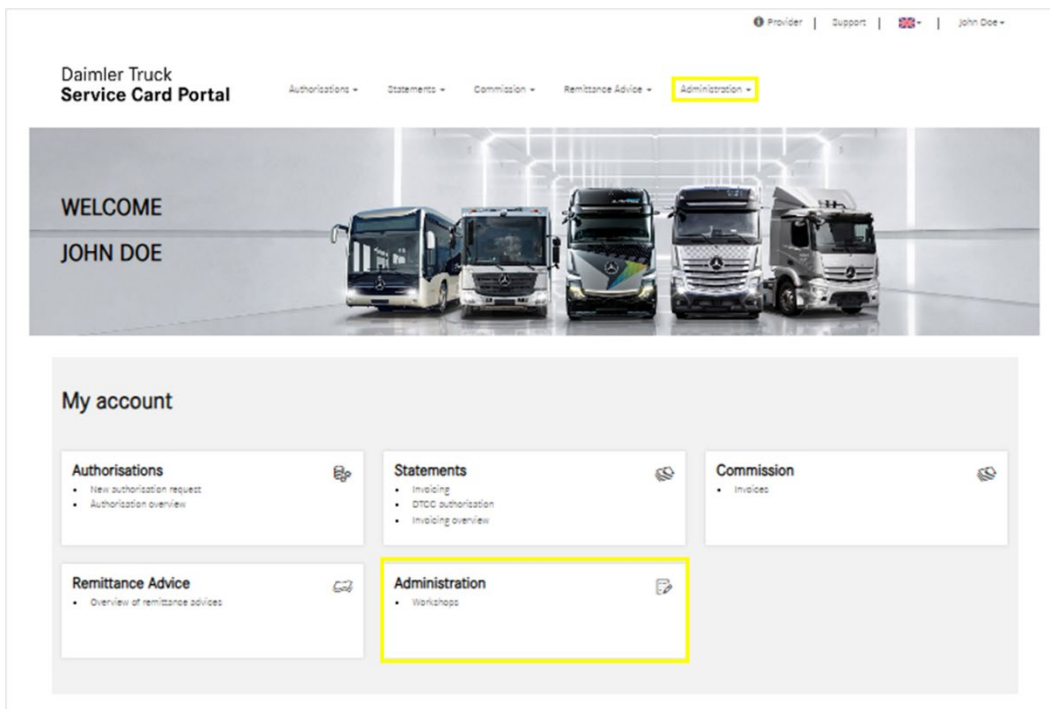 Provider | Support | | John Doe
Daimler Truck
Service Card Portal
Authorisations
Statements
Commission
Remittance Advice
Administration
WELCOME
JOHN DOE
My account
Authorisations
• New authorisation request
• Authorisation overview
Statements
• Invoicing
• DTCC authorisation
• Invoicing overview
Commission
• Invoices
Remittance Advice
• Overview of remittance advices
Administration
• Workshops